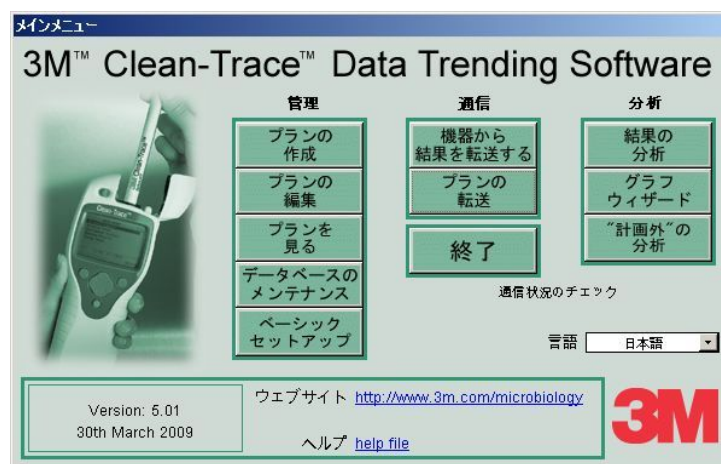 メインメニュー
3M™ Clean-Trace™ Data Trending Software
管理
プランの
作成
プランの
編集
プランを
見る
データベースの
メンテナンス
ベーシック
セットアップ
通信
機器から
結果を転送する
プランの
転送
終了
通信状況のチェック
分析
結果の
分析
グラフ
ウィザード
"計画外"の
分析
言語 日本語
Clean-Trace
Clean-Trace
Version: 5.01
30th March 2009
ウェブサイト http://www.3m.com/microbiology
ヘルプ help file
3M